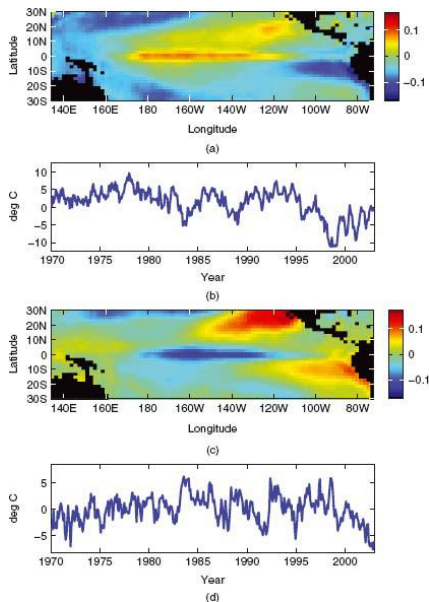 30N
20N
10N
0
10S
20S
30S
Latitude
140E 160E 180 160W 140W 120W 100W 80W
Longitude
0.1
0
−0.1
(a)
10
5
0
−5
−10
deg C
1970 1975 1980 1985 1990 1995 2000
Year
(b)
30N
20N
10N
0
10S
20S
30S
Latitude
140E 160E 180 160W 140W 120W 100W 80W
Longitude
0.1
0
−0.1
(c)
5
0
−5
deg C
1970 1975 1980 1985 1990 1995 2000
Year
(d)